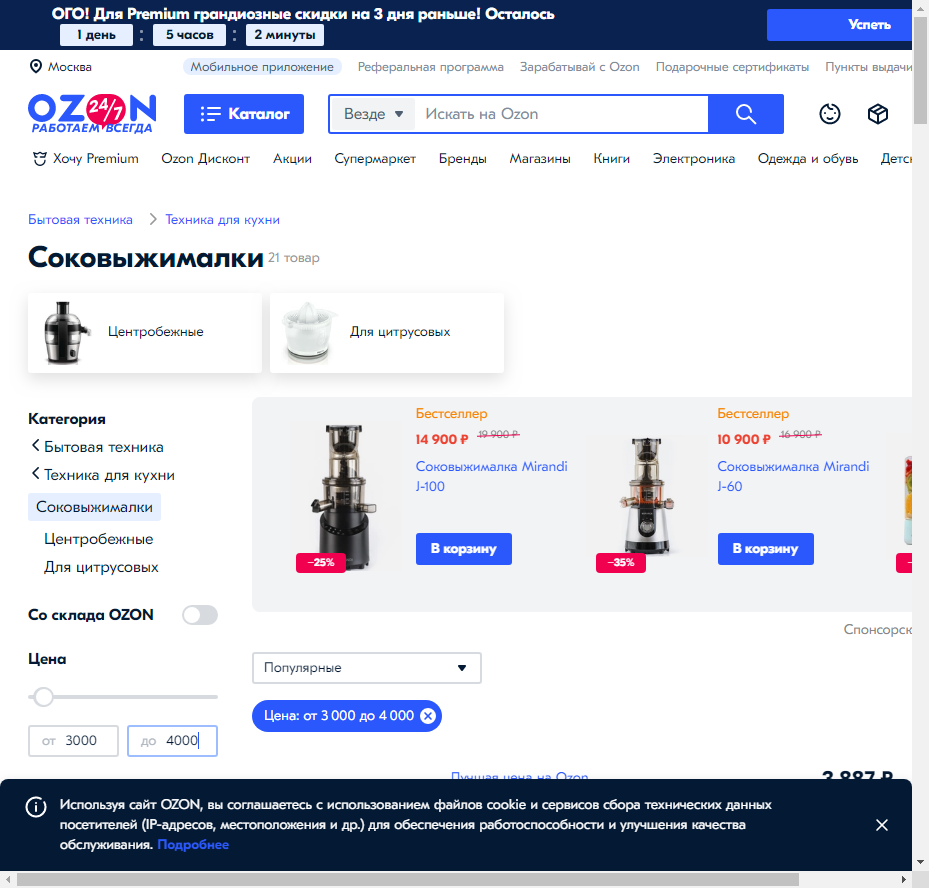 ОГО! Для Premium грандиозные скидки на 3 дня раньше! Осталось
1 день : 5 часов : 2 минуты
Успеть
Москва
Мобильное приложение
Реферальная программа
Зарабатывай с Ozon
Подарочные сертификаты
Пункты выдачи
OZON 24/7
РАБОТАЕМ ВСЕГДА
Каталог
Везде
Искать на Ozon
Хочу Premium
Ozon Дисконт
Акции
Супермаркет
Бренды
Магазины
Книги
Электроника
Одежда и обувь
Детск
Бытовая техника
Техника для кухни
Соковыжималки 21 товар
Центробежные
Для цитрусовых
Категория
Бытовая техника
Техника для кухни
Соковыжималки
Центробежные
Для цитрусовых
Со склада OZON
Цена
от 3000
до 4000
Бестселлер
14 900 ₽ 19 900 ₽
Соковыжималка Mirandi
J-100
В корзину
−25%
Бестселлер
10 900 ₽ 16 900 ₽
Соковыжималка Mirandi
J-60
В корзину
−35%
Спонсорск
Популярные
Цена: от 3 000 до 4 000
Лучшая цена на Ozon
3 887 ₽
Используя сайт OZON, вы соглашаетесь с использованием файлов cookie и сервисов сбора технических данных
посетителей (IP-адресов, местоположения и др.) для обеспечения работоспособности и улучшения качества
обслуживания. Подробнее